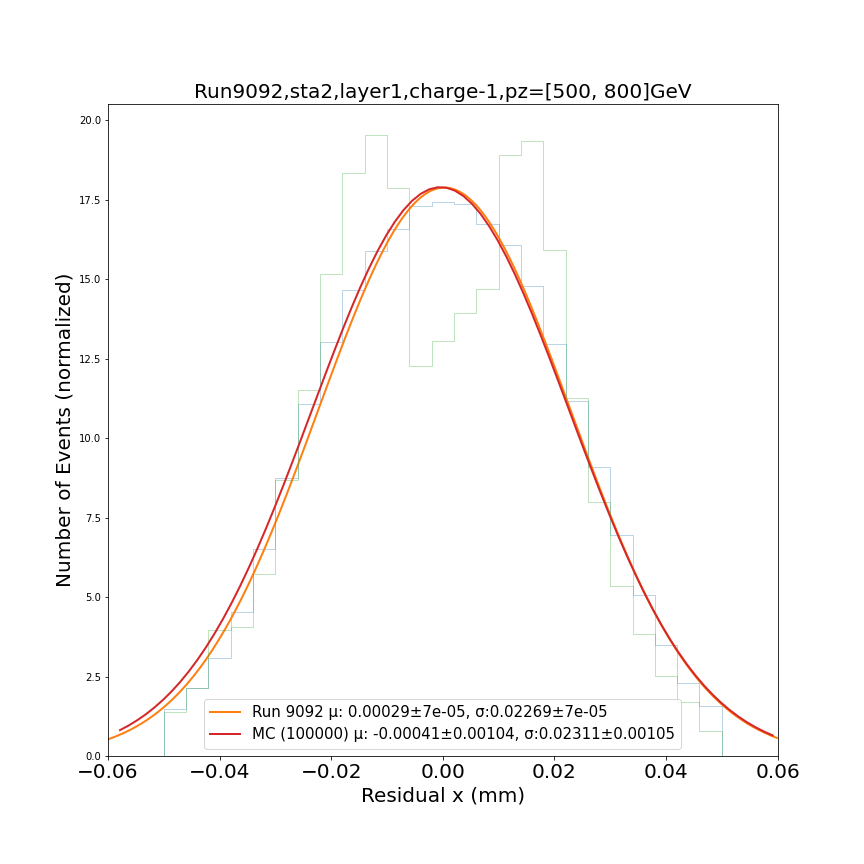 Run9092,sta2,layer1,charge-1,pz=[500, 800]GeV
20.0
17.5
15.0
12.5
10.0
7.5
5.0
2.5
0.0
Number of Events (normalized)
Run 9092 μ: 0.00029±7e-05, σ:0.02269±7e-05
MC (100000) μ: -0.00041±0.00104, σ:0.02311±0.00105
−0.06 −0.04 −0.02 0.00 0.02 0.04 0.06
Residual x (mm)